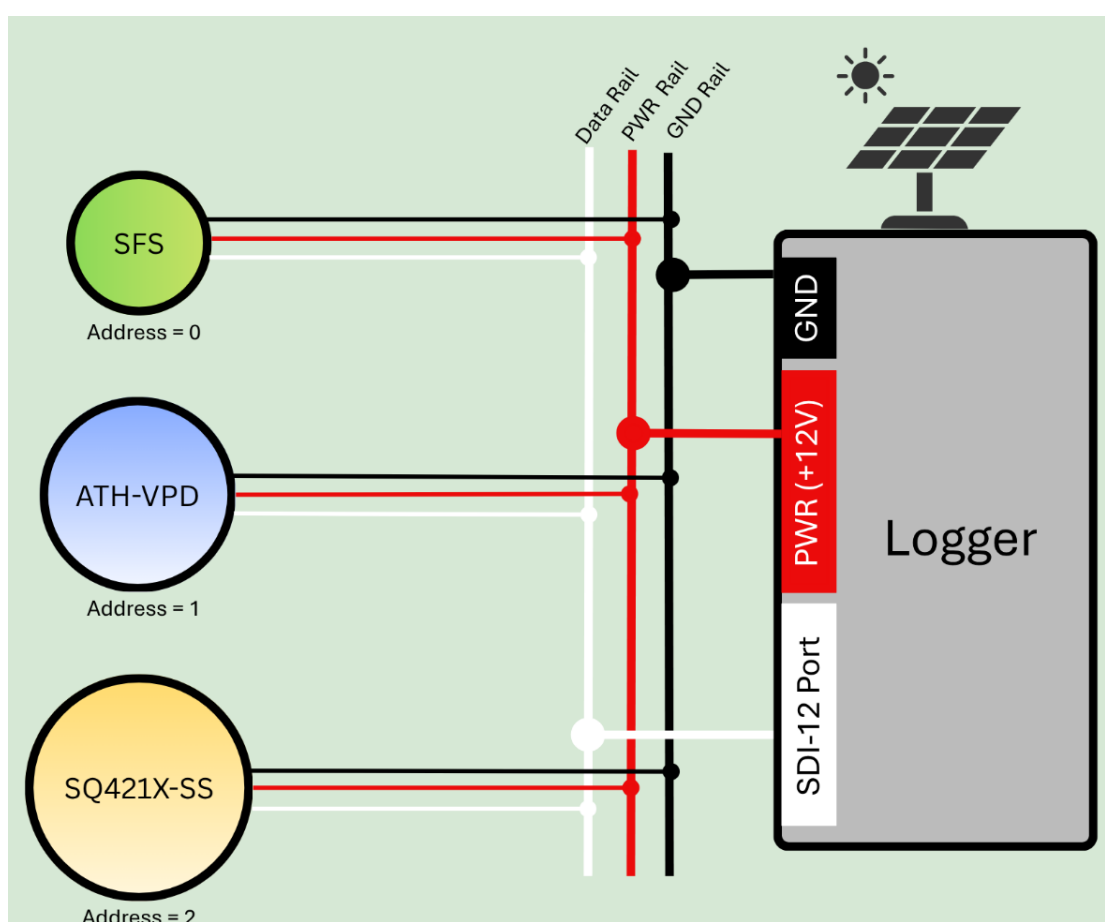 Data Rail
PWR Rail
GND Rail
SFS
Address = 0
ATH-VPD
Address = 1
SQ421X-SS
Address = 2
GND
PWR (+12V)
SDI-12 Port
Logger